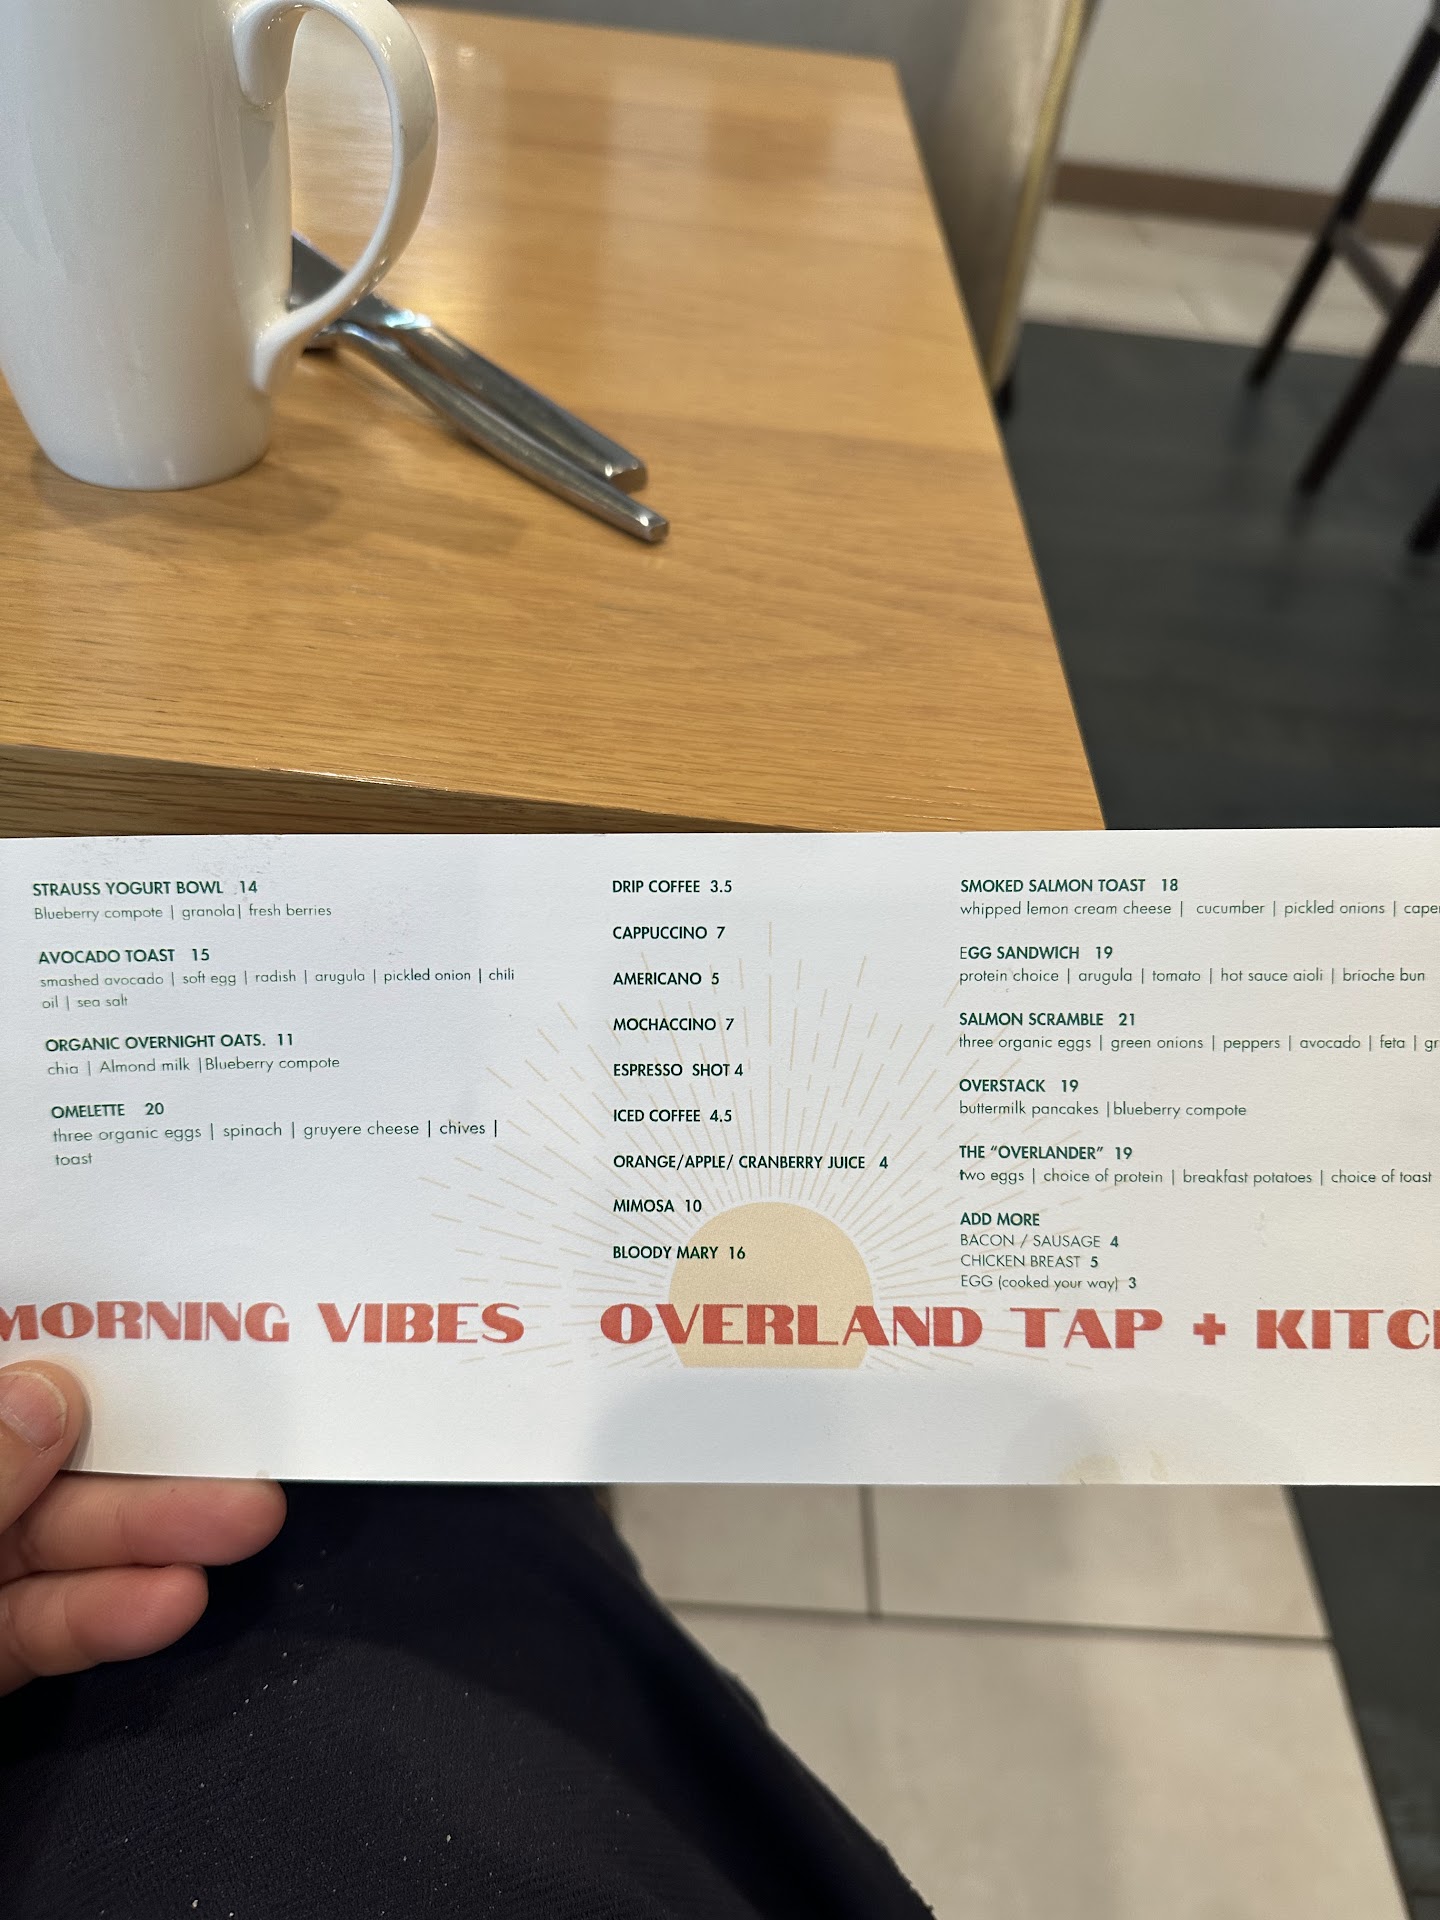 STRAUSS YOGURT BOWL 14
Blueberry compote | granola| fresh berries
AVOCADO TOAST 15
smashed avocado | soft egg | radish | arugula | pickled onion | chili
oil | sea salt
ORGANIC OVERNIGHT OATS. 11
chia | Almond milk |Blueberry compote
OMELETTE 20
three organic eggs | spinach | gruyere cheese | chives |
toast
DRIP COFFEE 3.5
CAPPUCCINO 7
AMERICANO 5
MOCHACCINO 7
ESPRESSO SHOT 4
ICED COFFEE 4.5
ORANGE/APPLE/ CRANBERRY JUICE 4
MIMOSA 10
BLOODY MARY 16
SMOKED SALMON TOAST 18
whipped lemon cream cheese | cucumber | pickled onions |
EGG SANDWICH 19
protein choice | arugula | tomato | hot sauce aioli | brioche bun
SALMON SCRAMBLE 21
three organic eggs | green onions | peppers | avocado | feta |
OVERSTACK 19
buttermilk pancakes |blueberry compote
THE "OVERLANDER" 19
two eggs | choice of protein | breakfast potatoes | choice of toast
ADD MORE
BACON / SAUSAGE 4
CHICKEN BREAST 5
EGG (cooked your way) 3
MORNING VIBES OVERLAND TAP +